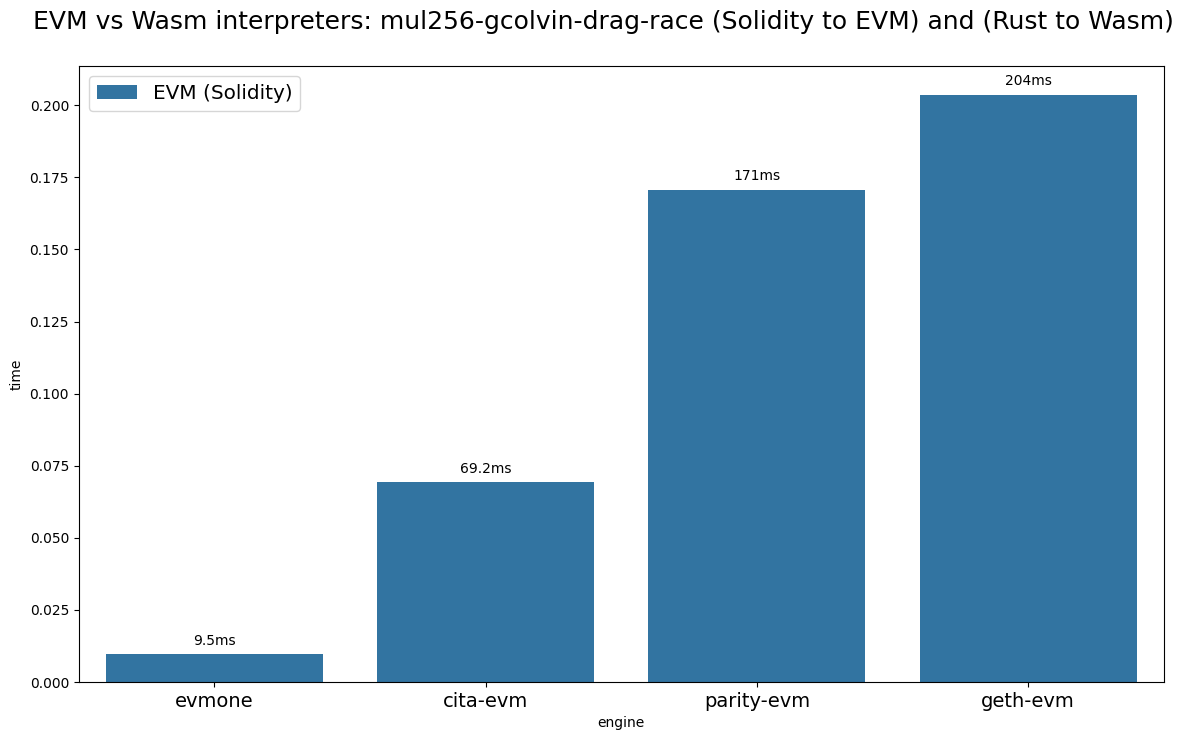 EVM vs Wasm interpreters: mul256-gcolvin-drag-race (Solidity to EVM) and (Rust to Wasm)
EVM (Solidity)
204ms
171ms
69.2ms
9.5ms
0.200
0.175
0.150
0.125
0.100
0.075
0.050
0.025
0.000
time
evmone
cita-evm
parity-evm
geth-evm
engine